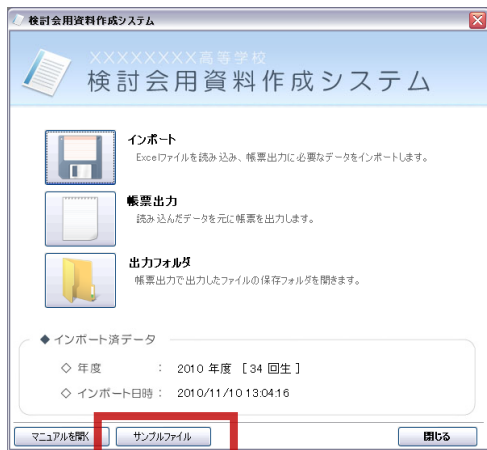 検討会用資料作成システム
XXXXXXXX高等学校
検討会用資料作成システム
インポート
Excelファイルを読み込み、帳票出力に必要なデータをインポートします。
帳票出力
読み込んだデータを元に帳票を出力します。
出力フォルダ
帳票出力で出力したファイルの保存フォルダを開きます。
◆ インポート済データ
◇ 年度 : 2010 年度 [34 回生]
◇ インポート日時 : 2010/11/10 13:04:16
マニュアルを開く サンプルファイル 閉じる